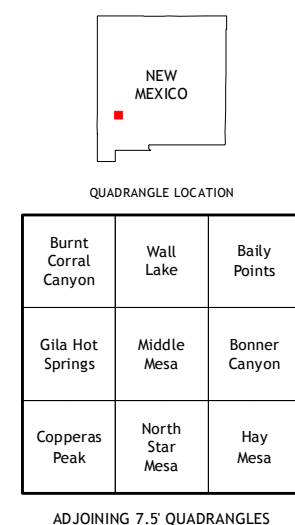 NEW
MEXICO
QUADRANGLE LOCATION
Burnt
Corral
Canyon
Wall
Lake
Baily
Points
Gila Hot
Springs
Middle
Mesa
Bonner
Canyon
Copperas
Peak
North
Star
Mesa
Hay
Mesa
ADJOINING 7.5' QUADRANGLES